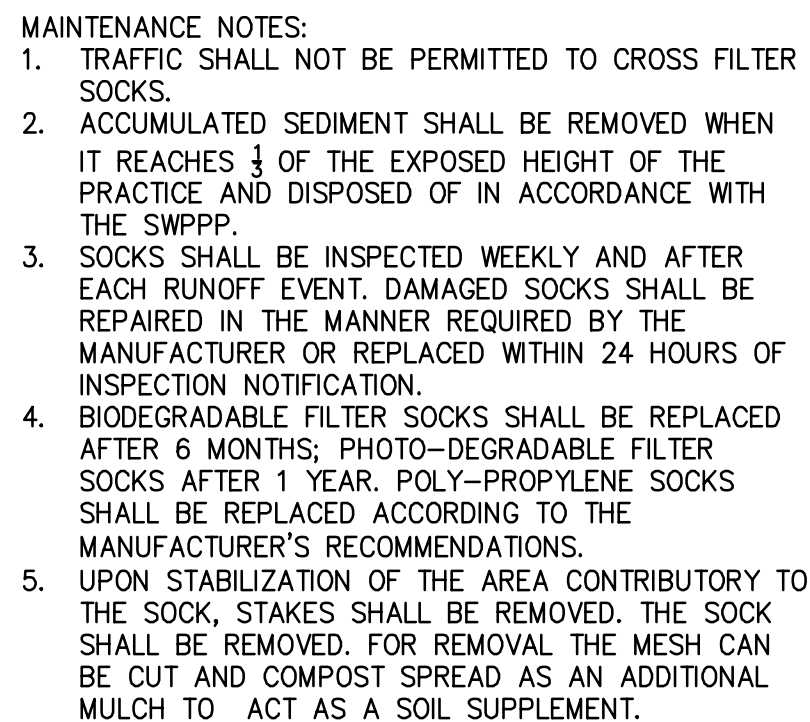 MAINTENANCE NOTES:
1. TRAFFIC SHALL NOT BE PERMITTED TO CROSS FILTER
SOCKS.
2. ACCUMULATED SEDIMENT SHALL BE REMOVED WHEN
IT REACHES 1/3 OF THE EXPOSED HEIGHT OF THE
PRACTICE AND DISPOSED OF IN ACCORDANCE WITH
THE SWPPP.
3. SOCKS SHALL BE INSPECTED WEEKLY AND AFTER
EACH RUNOFF EVENT. DAMAGED SOCKS SHALL BE
REPAIRED IN THE MANNER REQUIRED BY THE
MANUFACTURER OR REPLACED WITHIN 24 HOURS OF
INSPECTION NOTIFICATION.
4. BIODEGRADABLE FILTER SOCKS SHALL BE REPLACED
AFTER 6 MONTHS; PHOTO-DEGRADABLE FILTER
SOCKS AFTER 1 YEAR. POLY-PROPYLENE SOCKS
SHALL BE REPLACED ACCORDING TO THE
MANUFACTURER'S RECOMMENDATIONS.
5. UPON STABILIZATION OF THE AREA CONTRIBUTORY TO
THE SOCK, STAKES SHALL BE REMOVED. THE SOCK
SHALL BE REMOVED. FOR REMOVAL THE MESH CAN
BE CUT AND COMPOST SPREAD AS AN ADDITIONAL
MULCH TO ACT AS A SOIL SUPPLEMENT.